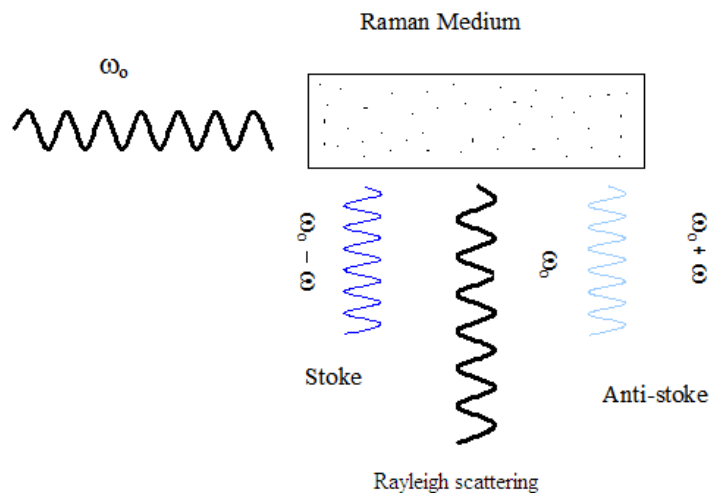 Raman Medium
ωₒ
ωₒ − ω
ωₒ
ωₒ + ω
Stoke
Anti-stoke
Rayleigh scattering